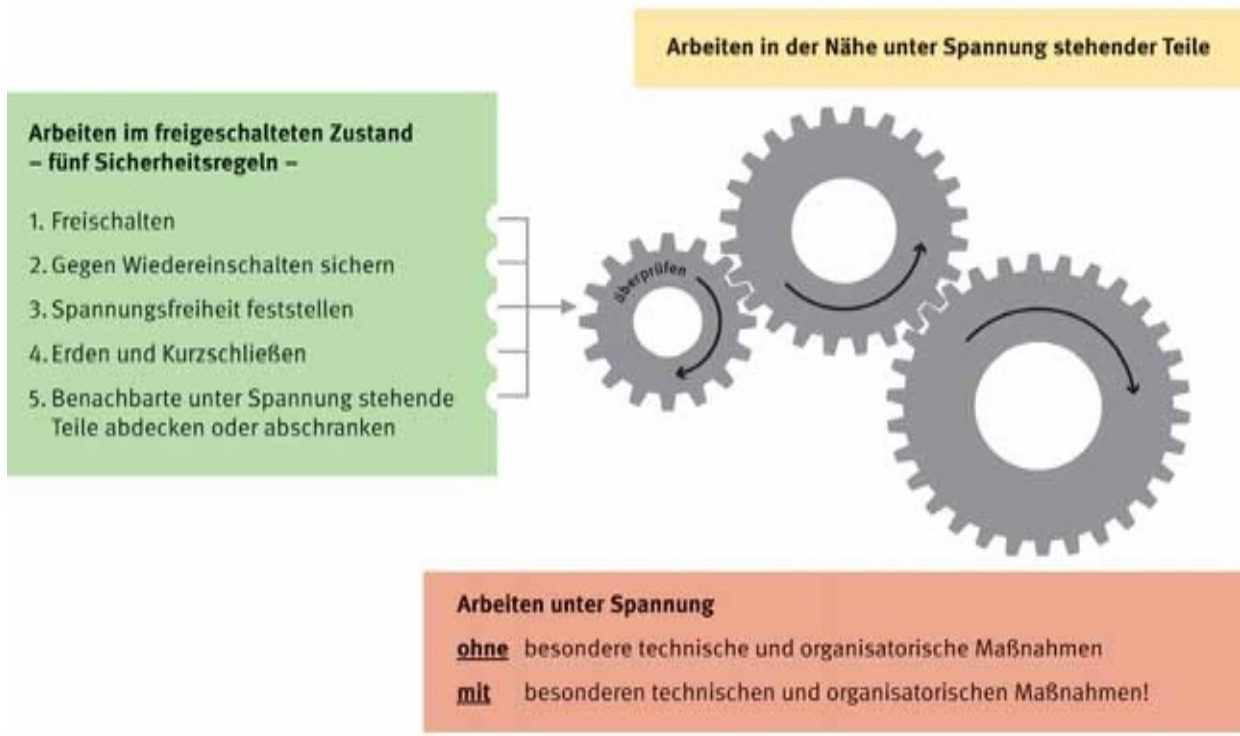 Arbeiten in der Nähe unter Spannung stehender Teile
Arbeiten im freigeschalteten Zustand
– fünf Sicherheitsregeln –
1. Freischalten
2. Gegen Wiedereinschalten sichern
3. Spannungsfreiheit feststellen
4. Erden und Kurzschließen
5. Benachbarte unter Spannung stehende
Teile abdecken oder abschranken
überprüfen
Arbeiten unter Spannung
ohne besondere technische und organisatorische Maßnahmen
mit besonderen technischen und organisatorischen Maßnahmen!